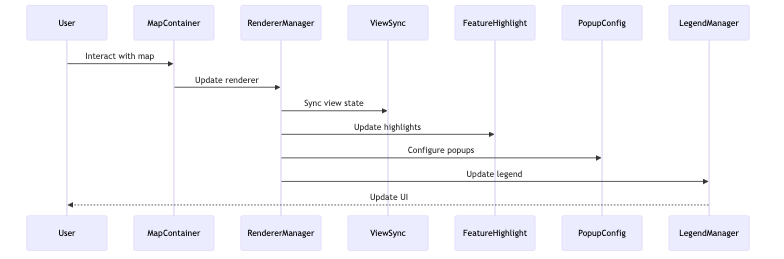 User
MapContainer
RendererManager
ViewSync
FeatureHighlight
PopupConfig
LegendManager
Interact with map
Update renderer
Sync view state
Update highlights
Configure popups
Update legend
Update UI
User
MapContainer
RendererManager
ViewSync
FeatureHighlight
PopupConfig
LegendManager